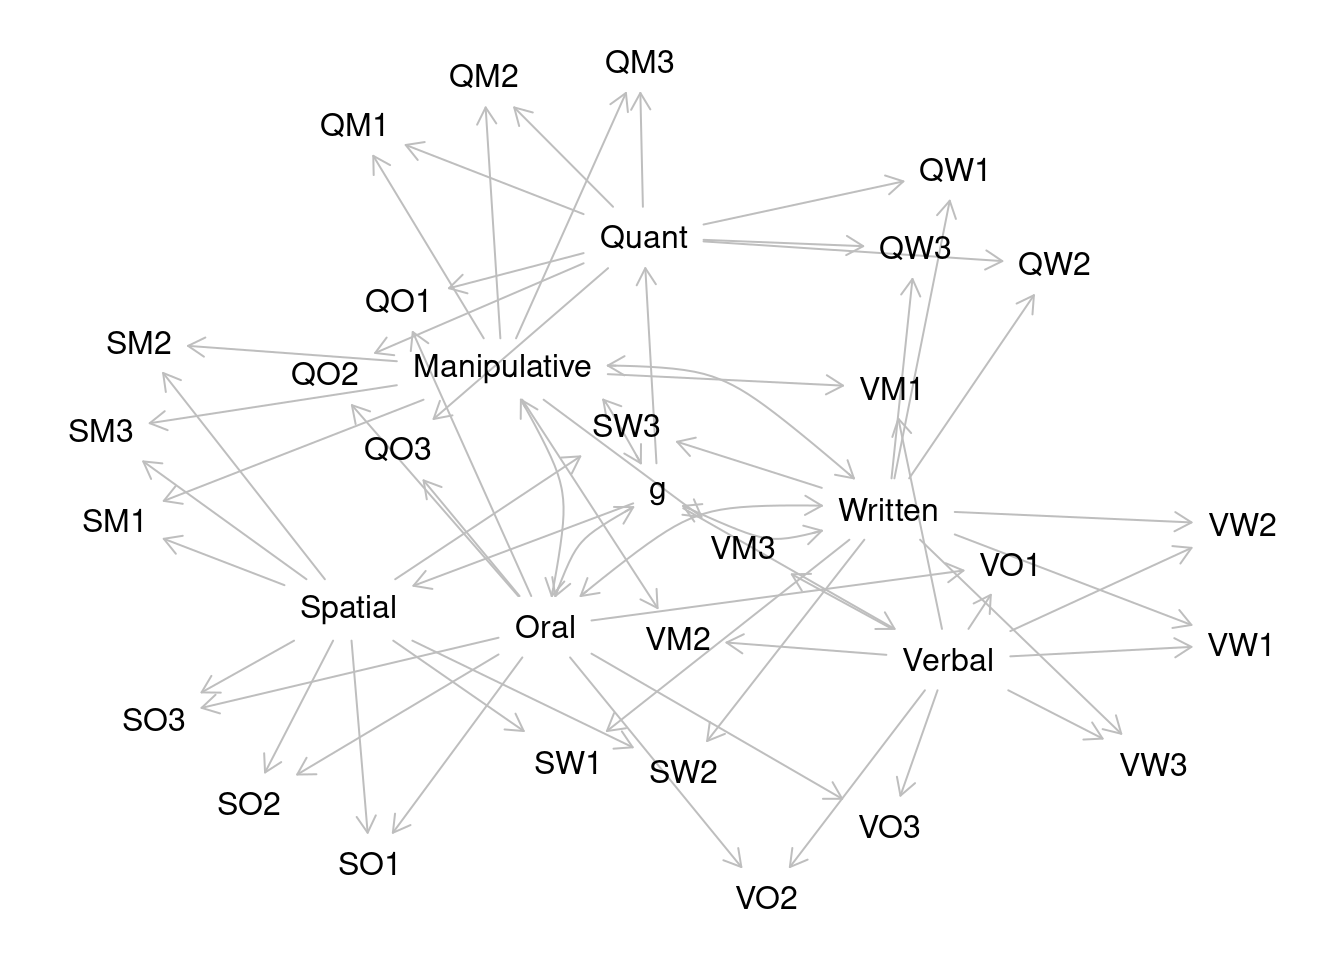 QM3
QM2
QM1
QW1
Quant
QW3
QW2
QO1
SM2
Manipulative
QO2
VM1
SW3
SM3
QO3
g
Written
SM1
VW2
VM3
VO1
Spatial
Oral
VM2
VW1
Verbal
SO3
SW1
SW2
VW3
SO2
VO3
SO1
VO2